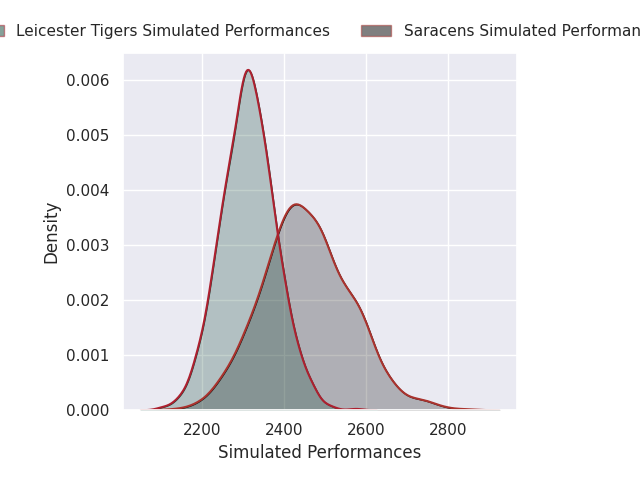 Leicester Tigers Simulated Performances
Saracens Simulated Performan
0.006
0.005
0.004
0.003
0.002
0.001
0.000
Density
2200 2400 2600 2800
Simulated Performances